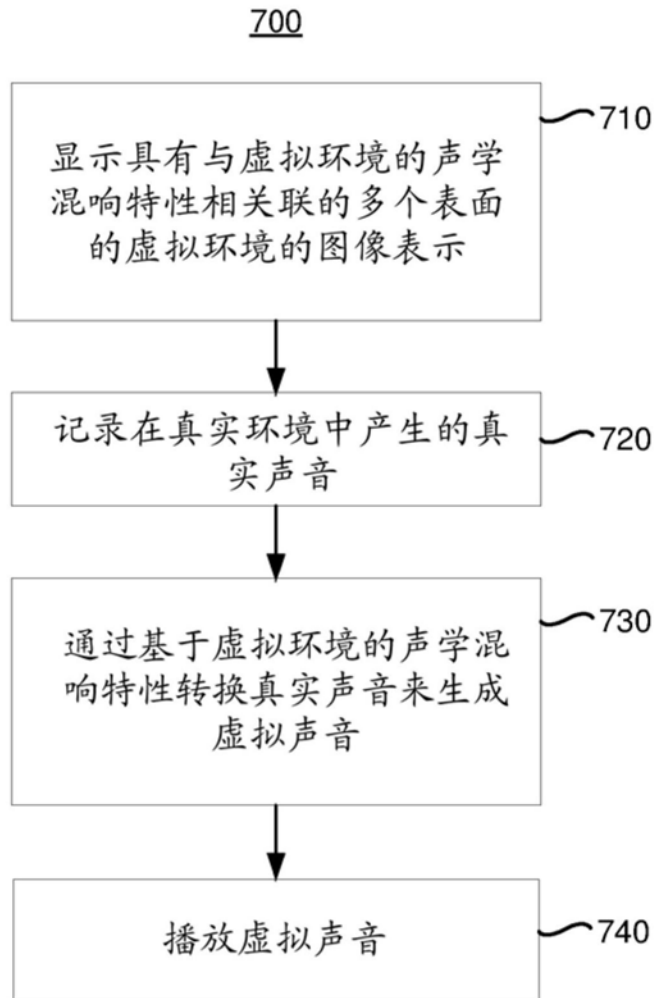 700
显示具有与虚拟环境的声学
混响特性相关联的多个表面
的虚拟环境的图像表示
710
记录在真实环境中产生的真
实声音
720
通过基于虚拟环境的声学混
响特性转换真实声音来生成
虚拟声音
730
播放虚拟声音
740